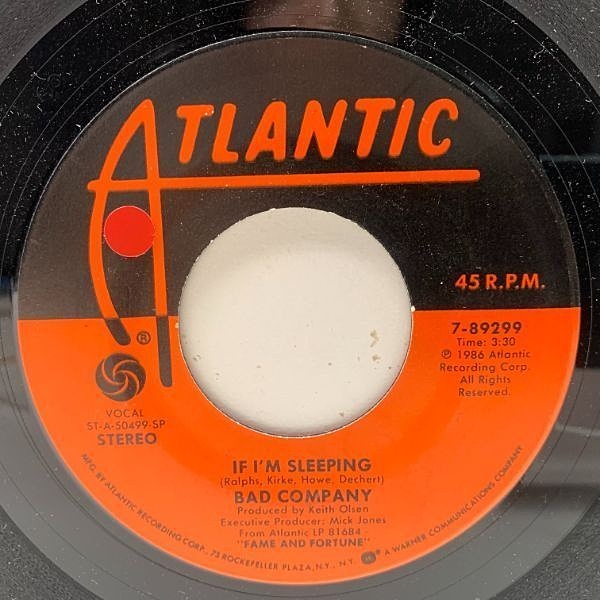 ATLANTIC
®
45 R.P.M.
7-89299
Time: 3:30
℗ 1986 Atlantic
Recording Corp.
All Rights
Reserved.
VOCAL
ST-A-50499-SP
STEREO
IF I'M SLEEPING
(Ralphs, Kirke, Howe, Dechert)
BAD COMPANY
Produced by Keith Olsen
Executive Producer: Mick Jones
From Atlantic LP 81684
"FAME AND FORTUNE"
MFG. BY ATLANTIC RECORDING CORP., 75 ROCKEFELLER PLAZA, N.Y., N.Y. A WARNER COMMUNICATIONS COMPANY